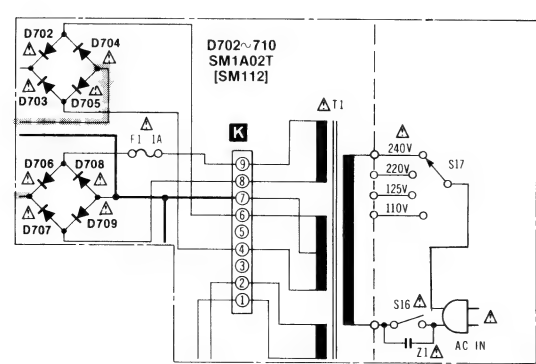 D702
D704
D702～710
SM1A02T
[SM112]
D703
D705
T1
F1 1A
K
240V
S17
220V
125V
110V
D706
D708
9
8
7
6
5
4
3
2
1
D707
D709
S16
Z1
AC IN